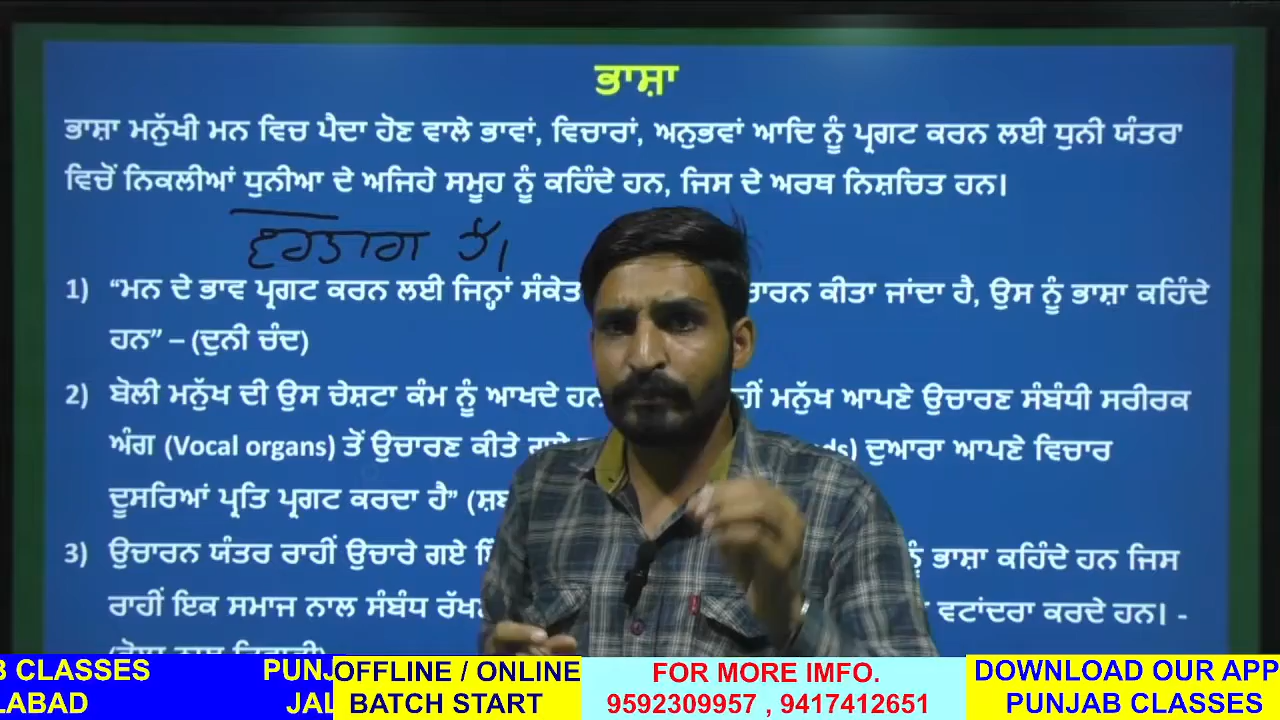 ਭਾਸ਼ਾ
ਭਾਸ਼ਾ ਮਨੁੱਖੀ ਮਨ ਵਿਚ ਪੈਦਾ ਹੋਣ ਵਾਲੇ ਭਾਵਾਂ, ਵਿਚਾਰਾਂ, ਅਨੁਭਵਾਂ ਆਦਿ ਨੂੰ ਪ੍ਰਗਟ ਕਰਨ ਲਈ ਧੁਨੀ ਯੰਤਰਾਂ
ਵਿਚੋਂ ਨਿਕਲੀਆਂ ਧੁਨੀਆ ਦੇ ਅਜਿਹੇ ਸਮੂਹ ਨੂੰ ਕਹਿੰਦੇ ਹਨ, ਜਿਸ ਦੇ ਅਰਥ ਨਿਸ਼ਚਿਤ ਹਨ।
1) “ਮਨ ਦੇ ਭਾਵ ਪ੍ਰਗਟ ਕਰਨ ਲਈ ਜਿਨ੍ਹਾਂ ਸੰਕੇਤ ਕੀਤਾ ਜਾਂਦਾ ਹੈ, ਉਸ ਨੂੰ ਭਾਸ਼ਾ ਕਹਿੰਦੇ
ਹਨ” – (ਦੁਨੀ ਚੰਦ)
2) ਬੋਲੀ ਮਨੁੱਖ ਦੀ ਉਸ ਚੇਸ਼ਟਾ ਕੰਮ ਨੂੰ ਆਖਦੇ ਹਨ ਮਨੁੱਖ ਆਪਣੇ ਉਚਾਰਣ ਸੰਬੰਧੀ ਸਰੀਰਕ
ਅੰਗ (Vocal organs) ਤੋਂ ਉਚਾਰਣ ਕੀਤੇ ਗਏ ਦੁਆਰਾ ਆਪਣੇ ਵਿਚਾਰ
ਦੂਸਰਿਆਂ ਪ੍ਰਤਿ ਪ੍ਰਗਟ ਕਰਦਾ ਹੈ”
3) ਉਚਾਰਨ ਯੰਤਰ ਰਾਹੀਂ ਉਚਾਰੇ ਗਏ ਨੂੰ ਭਾਸ਼ਾ ਕਹਿੰਦੇ ਹਨ ਜਿਸ
ਰਾਹੀਂ ਇਕ ਸਮਾਜ ਨਾਲ ਸੰਬੰਧ ਵਟਾਂਦਰਾ ਕਰਦੇ ਹਨ। -
B CLASSES PUNJ OFFLINE / ONLINE FOR MORE IMFO. DOWNLOAD OUR APP
LABAD JAL BATCH START 9592309957 , 9417412651 PUNJAB CLASSES